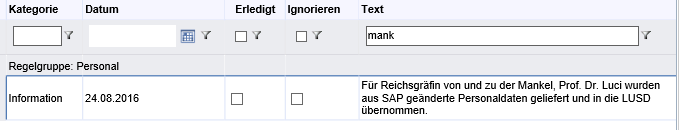 Kategorie Datum Erledigt Ignorieren Text
mank
Regelgruppe: Personal
Für Reichsgräfin von und zu der Mankel, Prof. Dr. Luci wurden
Information 24.08.2016 aus SAP geänderte Personaldaten geliefert und in die LUSD
übernommen.